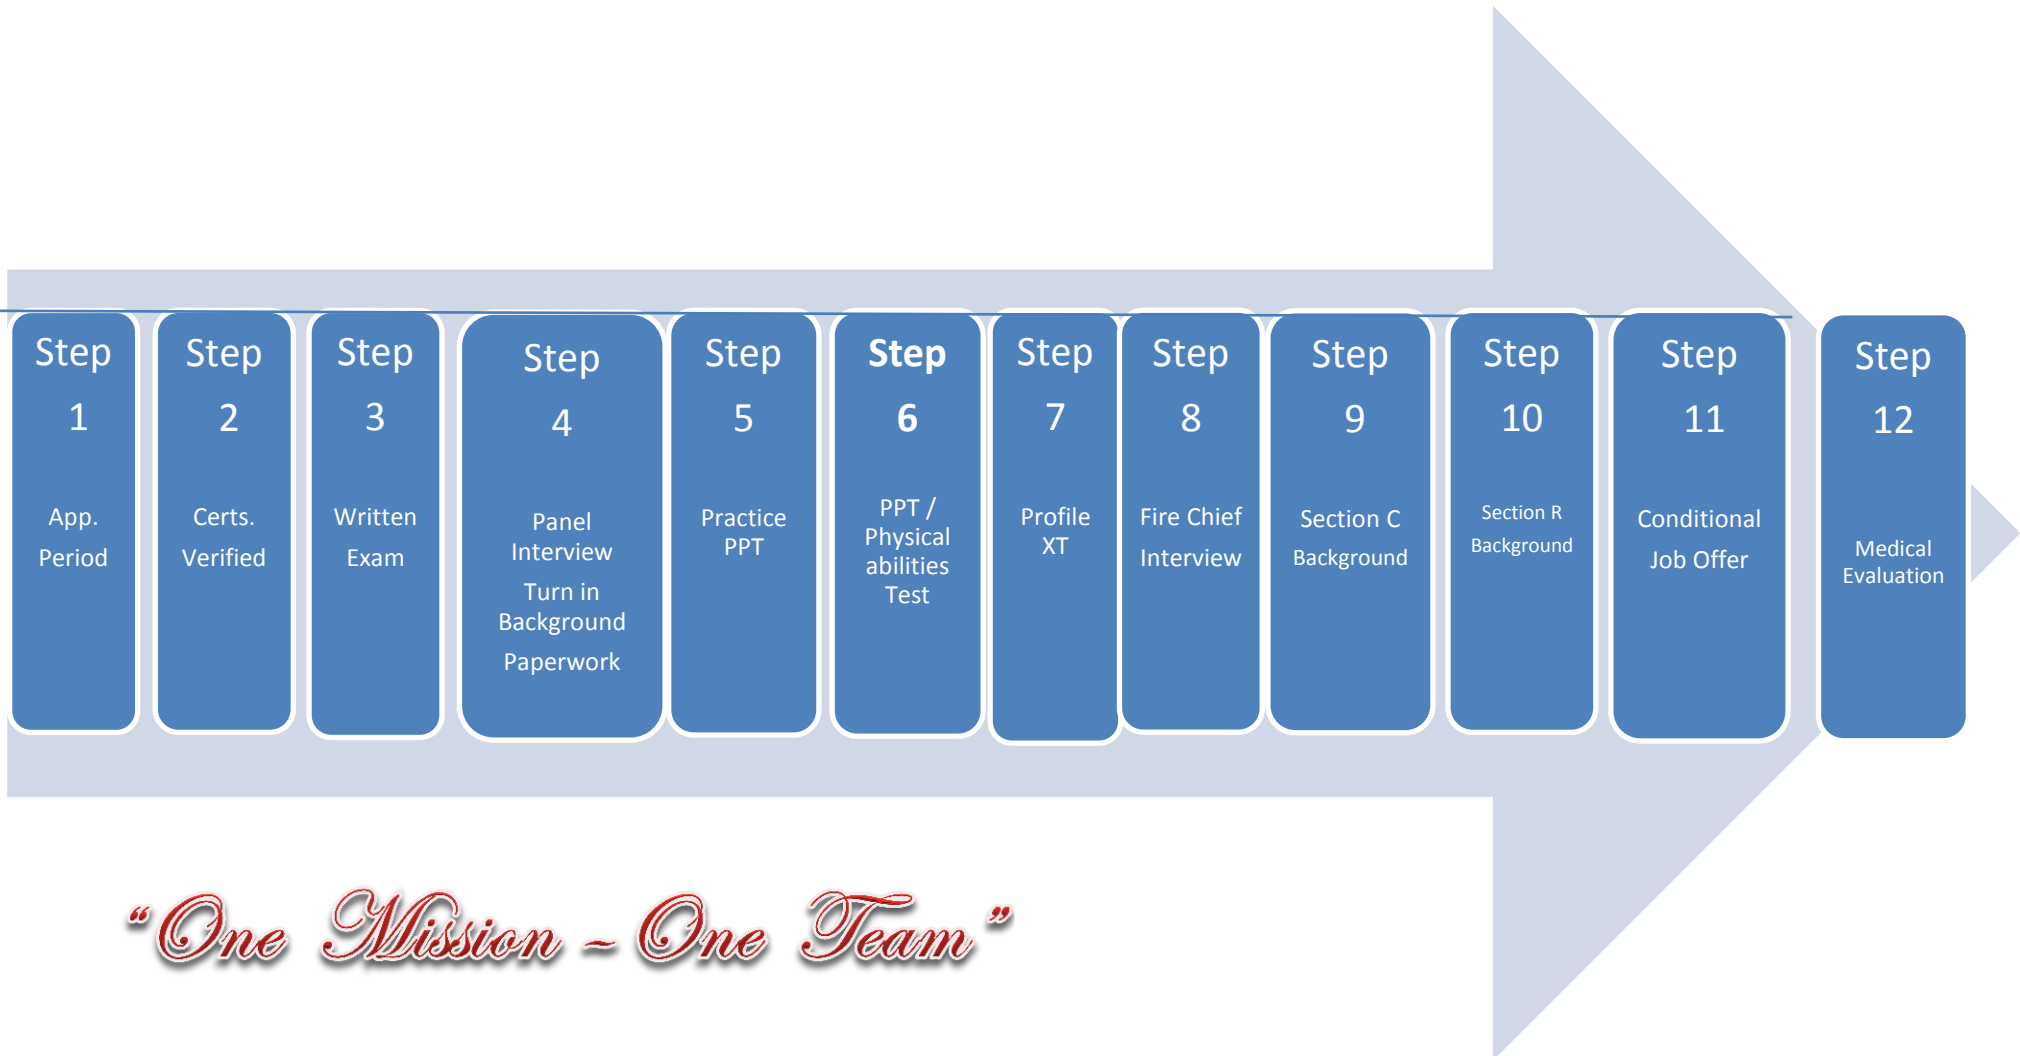 Step
1
App.
Period
Step
2
Certs.
Verified
Step
3
Written
Exam
Step
4
Panel
Interview
Turn in
Background
Paperwork
Step
5
Practice
PPT
Step
6
PPT /
Physical
abilities
Test
Step
7
Profile
XT
Step
8
Fire Chief
Interview
Step
9
Section C
Background
Step
10
Section R
Background
Step
11
Conditional
Job Offer
Step
12
Medical
Evaluation
“One Mission ~ One Team”